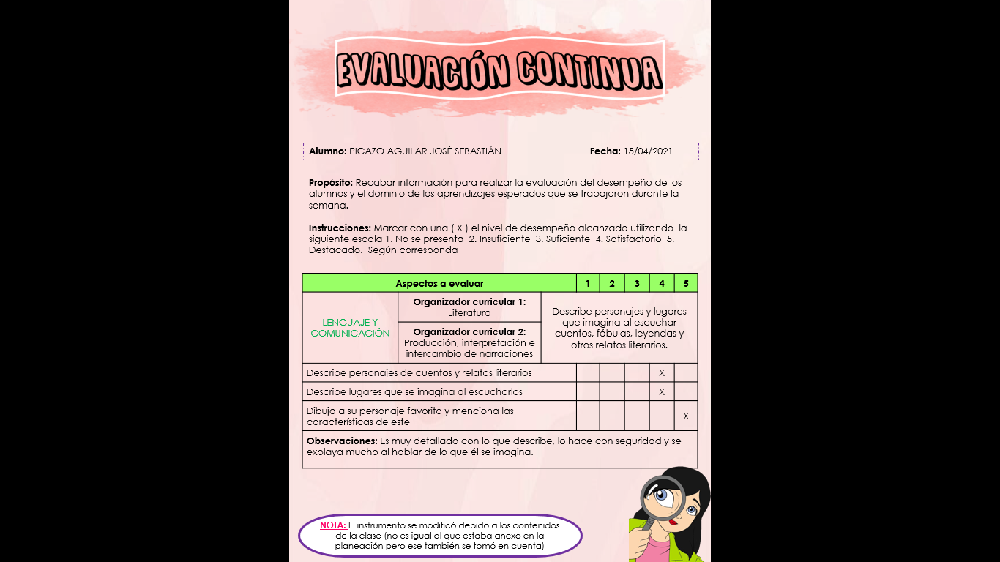 EVALUACIÓN CONTINUA
Alumno: PICAZO AGUILAR JOSÉ SEBASTIÁN Fecha: 15/04/2021
Propósito: Recabar información para realizar la evaluación del desempeño de los
alumnos y el dominio de los aprendizajes esperados que se trabajaron durante la
semana.
Instrucciones: Marcar con una ( X ) el nivel de desempeño alcanzado utilizando la
siguiente escala 1. No se presenta 2. Insuficiente 3. Suficiente 4. Satisfactorio 5.
Destacado. Según corresponda
Aspectos a evaluar 1 2 3 4 5
LENGUAJE Y
COMUNICACIÓN
Organizador curricular 1:
Literatura
Organizador curricular 2:
Producción, interpretación e
intercambio de narraciones
Describe personajes y lugares
que imagina al escuchar
cuentos, fábulas, leyendas y
otros relatos literarios.
Describe personajes de cuentos y relatos literarios X
Describe lugares que se imagina al escucharlos X
Dibuja a su personaje favorito y menciona las
características de este X
Observaciones: Es muy detallado con lo que describe, lo hace con seguridad y se
explaya mucho al hablar de lo que él se imagina.
NOTA: El instrumento se modificó debido a los contenidos
de la clase (no es igual al que estaba anexo en la
planeación pero ese también se tomó en cuenta)